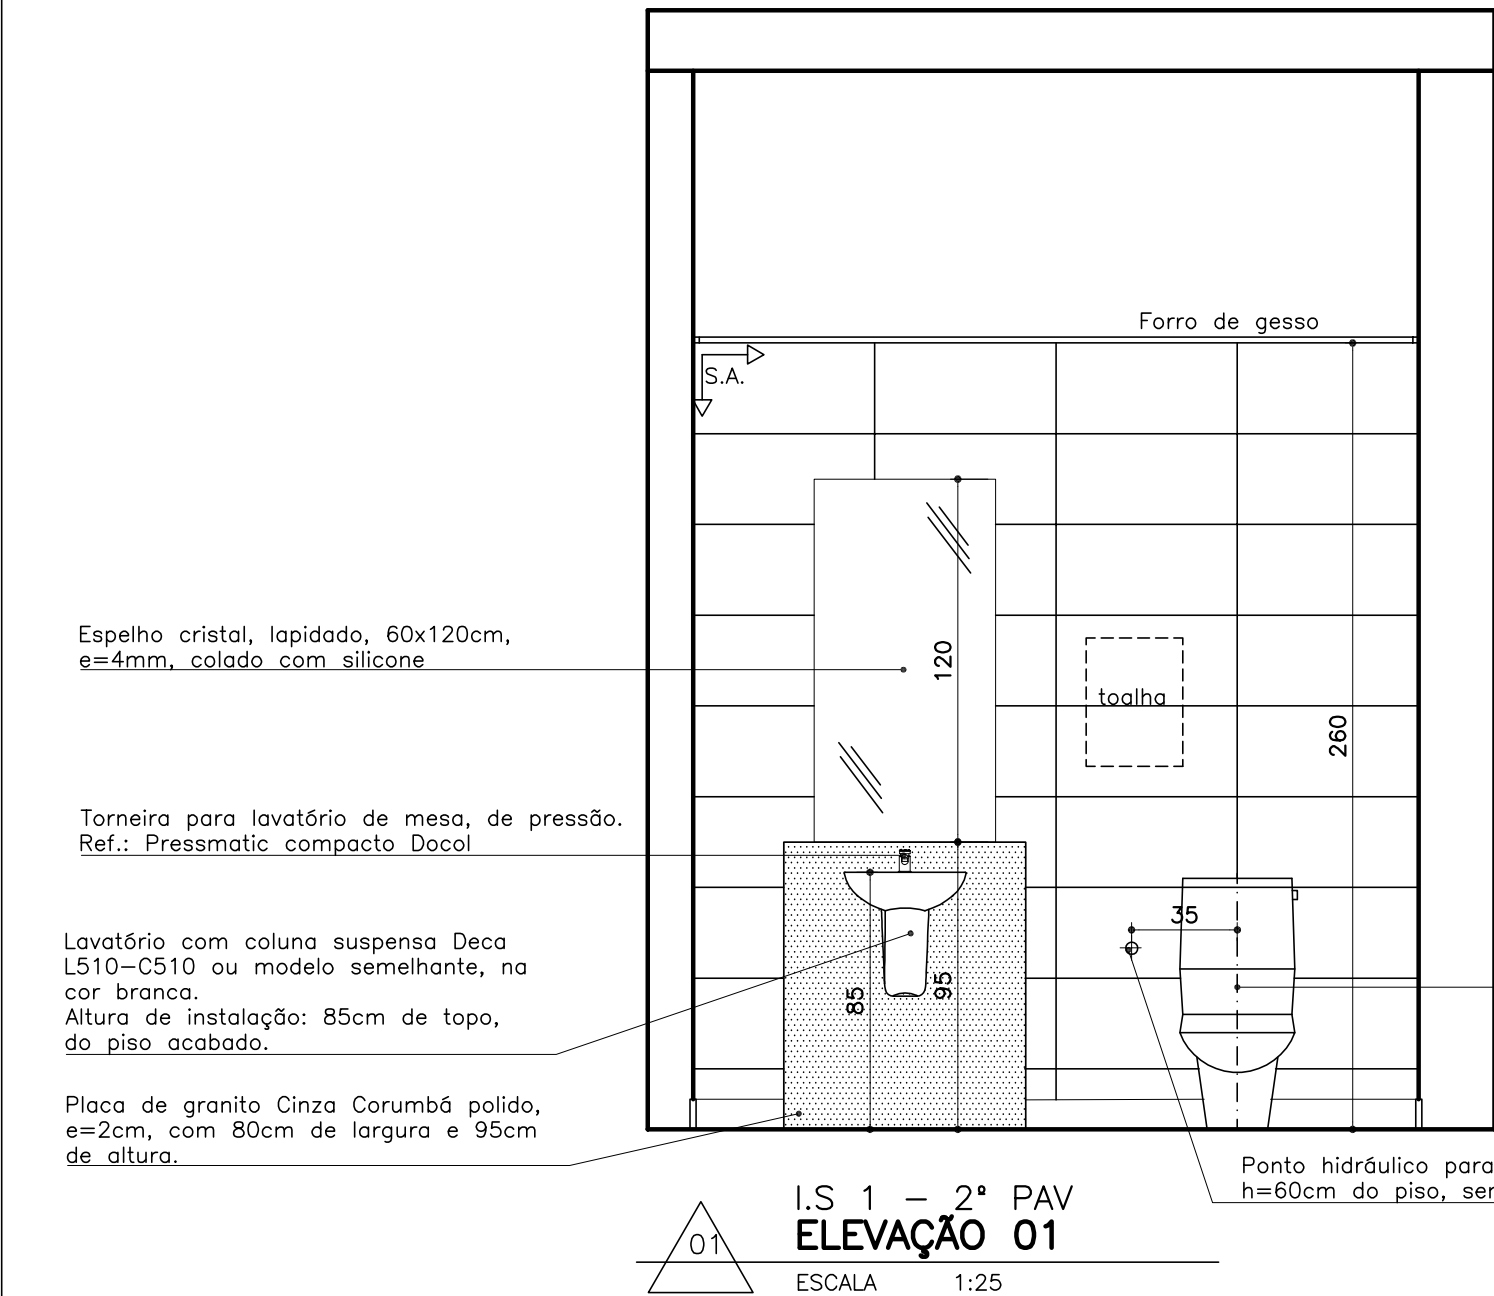 Forro de gesso
S.A.
Espelho cristal, lapidado, 60x120cm,
e=4mm, colado com silicone
120
toalha
260
Torneira para lavatório de mesa, de pressão.
Ref.: Pressmatic compacto Docol
35
Lavatório com coluna suspensa Deca
L510-C510 ou modelo semelhante, na
cor branca.
Altura de instalação: 85cm de topo,
do piso acabado.
85
95
Placa de granito Cinza Corumbá polido,
e=2cm, com 80cm de largura e 95cm
de altura.
Ponto hidráulico para
h=60cm do piso, ser
01
I.S 1 - 2° PAV
ELEVAÇÃO 01
ESCALA 1:25